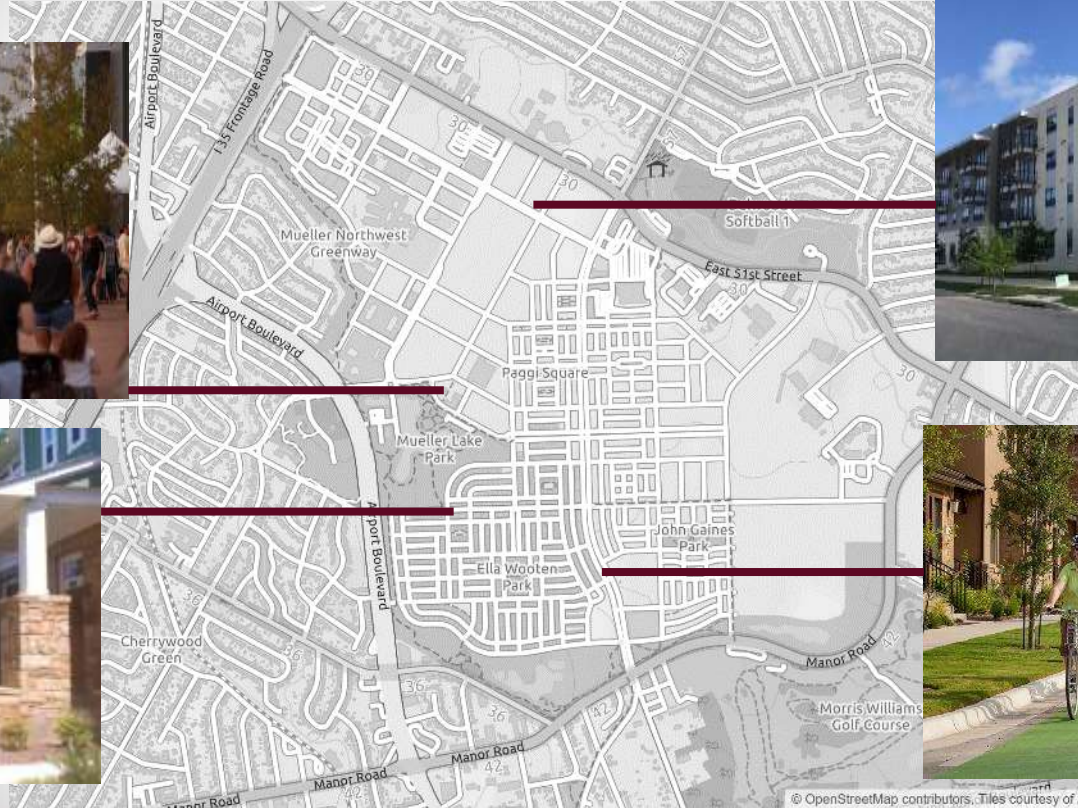 Airport Boulevard
I 35 Frontage Road
30
30
30
Softball 1
Mueller Northwest
Greenway
East 51st Street
30
Airport Boulevard
Paggi Square
30
Mueller Lake
Park
Airport Boulevard
John Gaines
Park
Ella Wooten
Park
36
Cherrywood
Green
36
36
36
42
42
Manor Road
Morris Williams
Golf Course
Manor Road
42
Manor Road
42
Manor Road
© OpenStreetMap contributors, Tiles courtesy of